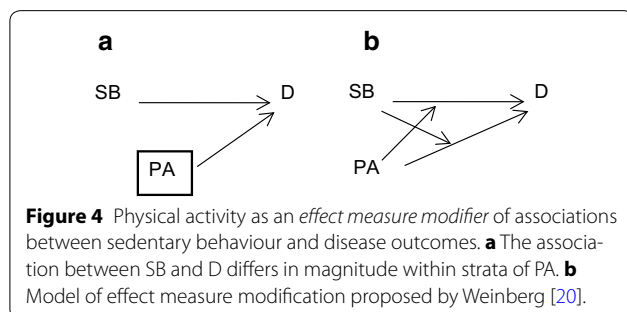 a
b
SB
D
SB
D
PA
PA
Figure 4 Physical activity as an effect measure modifier of associations
between sedentary behaviour and disease outcomes. a The associa-
tion between SB and D differs in magnitude within strata of PA. b
Model of effect measure modification proposed by Weinberg [20].